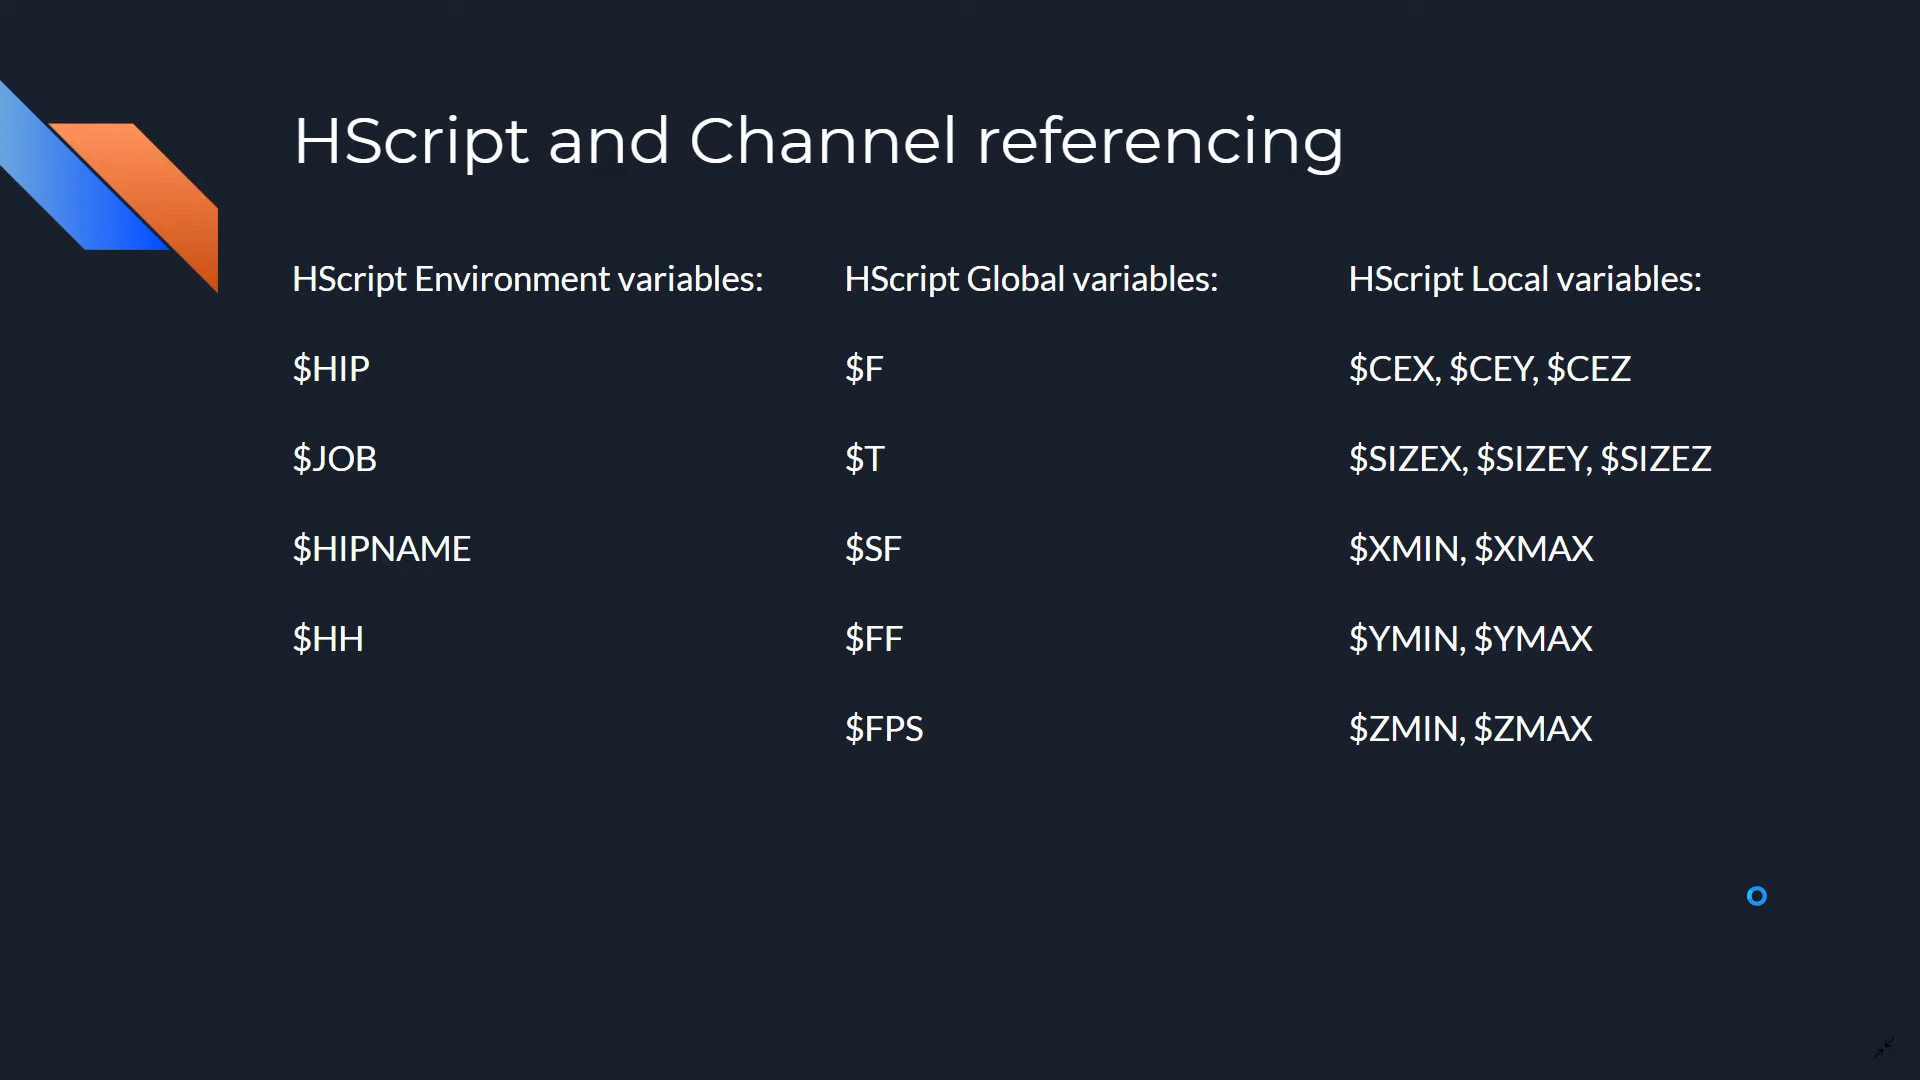 HScript and Channel referencing
HScript Environment variables:
$HIP
$JOB
$HIPNAME
$HH
HScript Global variables:
$F
$T
$SF
$FF
$FPS
HScript Local variables:
$CEX, $CEY, $CEZ
$SIZEX, $SIZEY, $SIZEZ
$XMIN, $XMAX
$YMIN, $YMAX
$ZMIN, $ZMAX